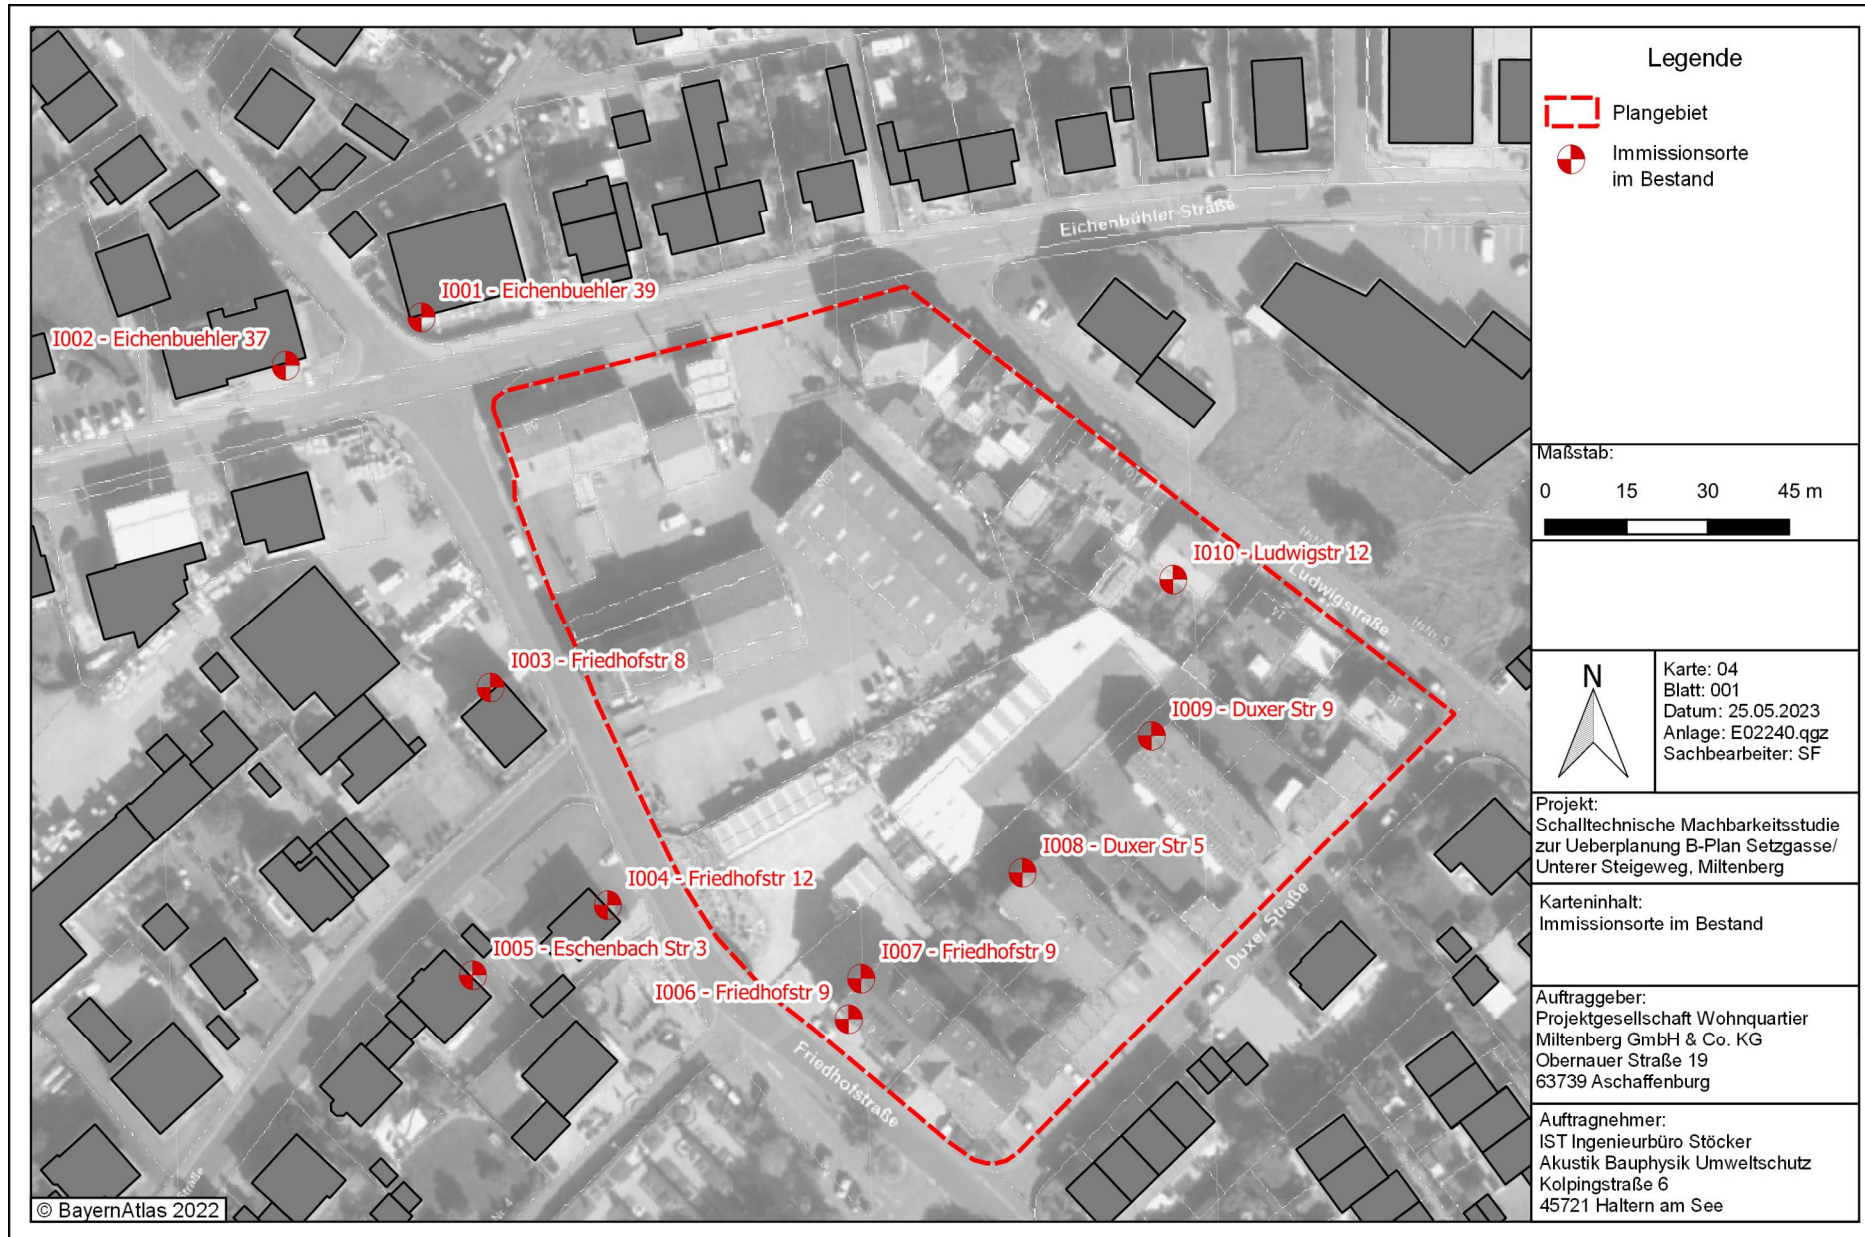 Eichenbühler Straße
I001 - Eichenbuehler 39
I002 - Eichenbuehler 37
I010 - Ludwigstr 12
Ludwigstraße
HsNr. 5
I003 - Friedhofstr 8
I009 - Duxer Str 9
I008 - Duxer Str 5
I004 - Friedhofstr 12
Duxer Straße
I005 - Eschenbach Str 3
I007 - Friedhofstr 9
I006 - Friedhofstr 9
Friedhofstraße
© BayernAtlas 2022
Legende
Plangebiet
Immissionsorte
im Bestand
Maßstab:
0 15 30 45 m
N
Karte: 04
Blatt: 001
Datum: 25.05.2023
Anlage: E02240.qgz
Sachbearbeiter: SF
Projekt:
Schalltechnische Machbarkeitsstudie
zur Ueberplanung B-Plan Setzgasse/
Unterer Steigeweg, Miltenberg
Karteninhalt:
Immissionsorte im Bestand
Auftraggeber:
Projektgesellschaft Wohnquartier
Miltenberg GmbH & Co. KG
Obernauer Straße 19
63739 Aschaffenburg
Auftragnehmer:
IST Ingenieurbüro Stöcker
Akustik Bauphysik Umweltschutz
Kolpingstraße 6
45721 Haltern am See